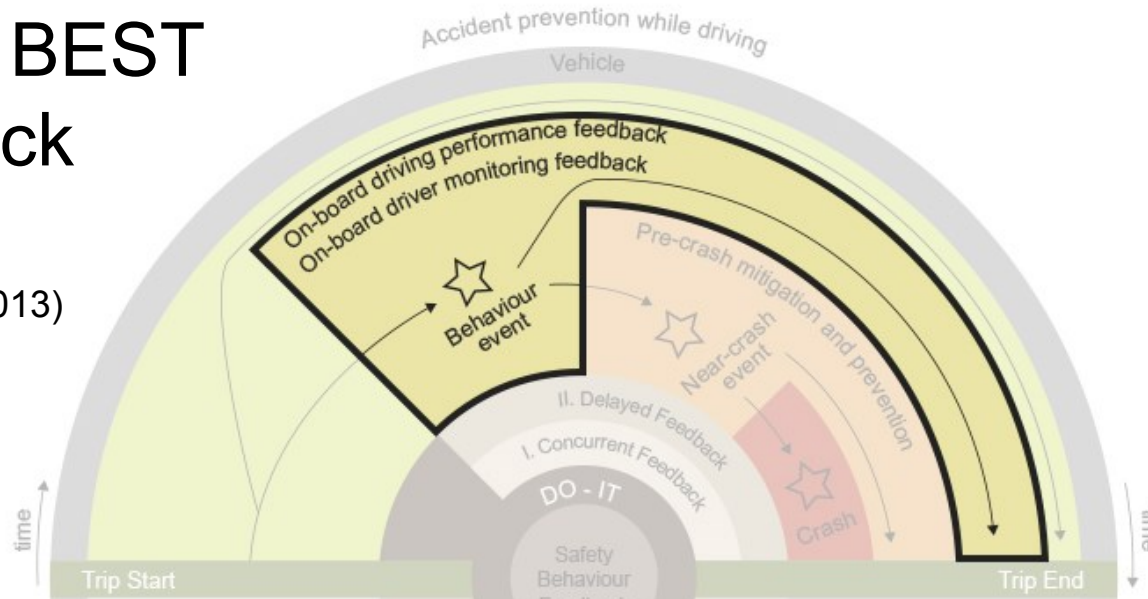 BEST
ck
013)
Accident prevention while driving
Vehicle
On-board driving performance feedback
On-board driver monitoring feedback
Behaviour
event
Pre-crash mitigation and prevention
Near-crash
event
II. Delayed Feedback
I. Concurrent Feedback
DO - IT
Crash
Safety
Behaviour
time
Trip Start
Trip End